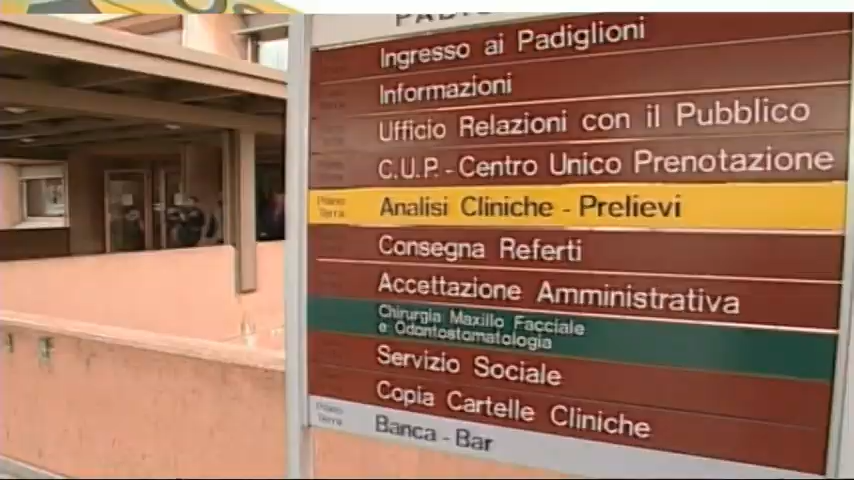 Ingresso ai Padiglioni
Informazioni
Ufficio Relazioni con il Pubblico
C.U.P. - Centro Unico Prenotazione
Piano
Terra
Analisi Cliniche - Prelievi
Consegna Referti
Accettazione Amministrativa
Chirurgia Maxillo Facciale
e Odontostomatologia
Servizio Sociale
Copia Cartelle Cliniche
Piano
Terra
Banca - Bar